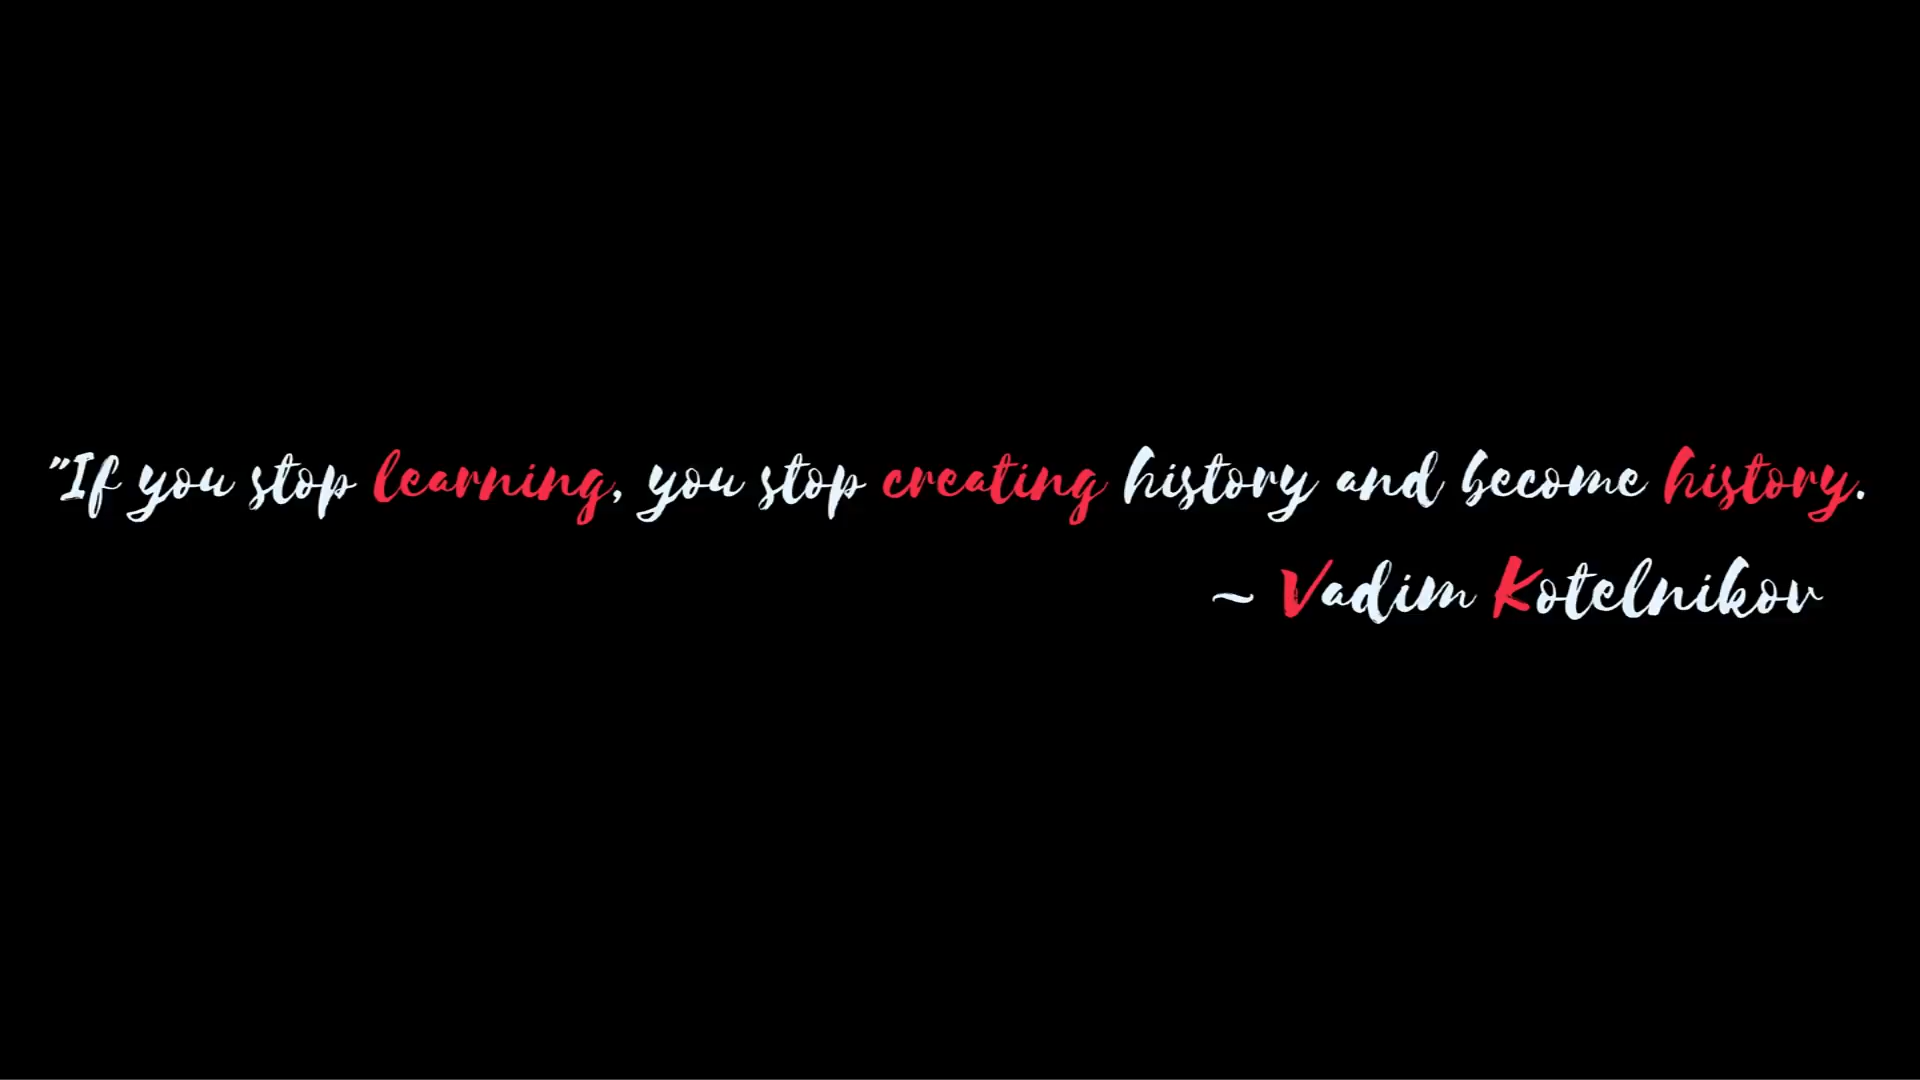 "If you stop learning, you stop creating history and become history.
~ Vadim Kotelnikov